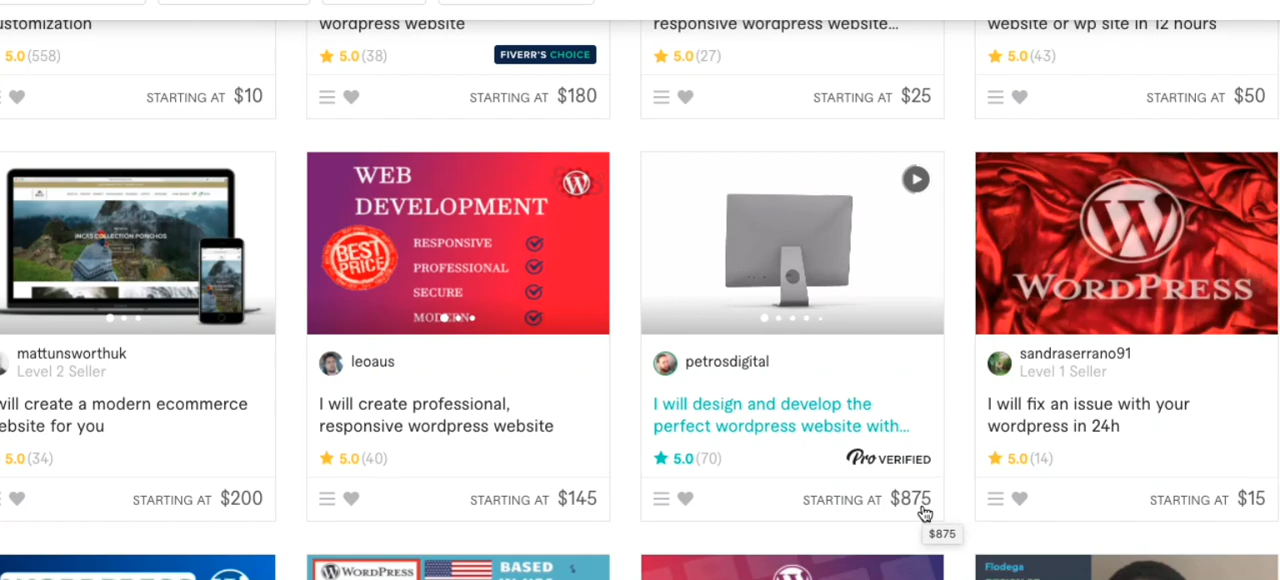 ustomization
5.0(558)
STARTING AT $10
wordpress website
5.0(38)
FIVERR'S CHOICE
STARTING AT $180
responsive wordpress website...
5.0(27)
STARTING AT $25
website or wp site in 12 hours
5.0(43)
STARTING AT $50
INCAS COLLECTION PONCHOS
mattunsworthuk
Level 2 Seller
will create a modern ecommerce
ebsite for you
5.0(34)
STARTING AT $200
WEB
DEVELOPMENT
BEST
PRICE
RESPONSIVE
PROFESSIONAL
SECURE
MODERN
leoaus
I will create professional,
responsive wordpress website
5.0(40)
STARTING AT $145
petrosdigital
I will design and develop the
perfect wordpress website with...
5.0(70)
Pro VERIFIED
STARTING AT $875
$875
WORDPRESS
sandraserrano91
Level 1 Seller
I will fix an issue with your
wordpress in 24h
5.0(14)
STARTING AT $15
WORDPRESS
BASED
Flodega